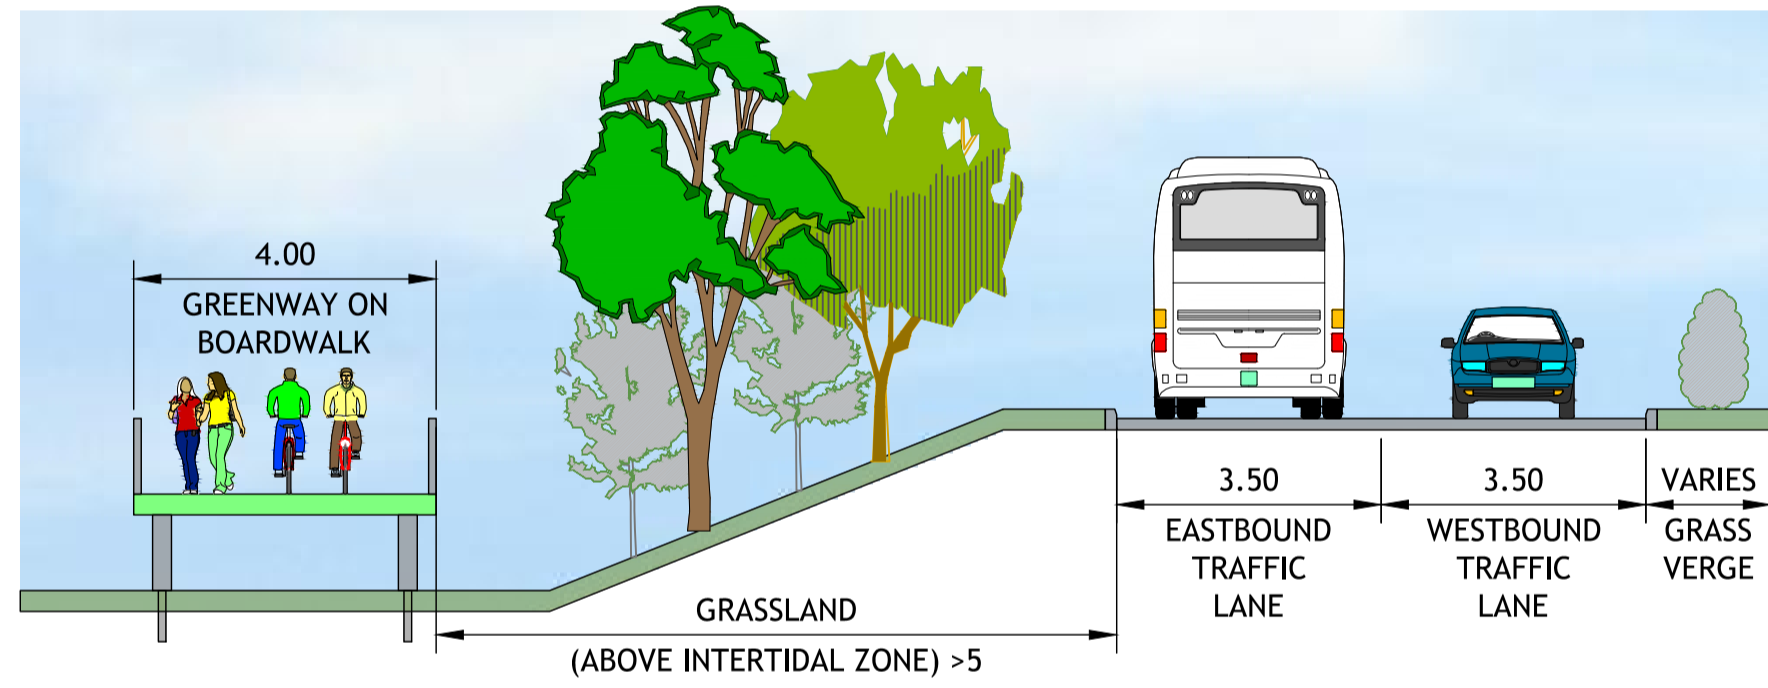 4.00
GREENWAY ON
BOARDWALK
GRASSLAND
(ABOVE INTERTIDAL ZONE) >5
3.50
EASTBOUND
TRAFFIC
LANE
3.50
WESTBOUND
TRAFFIC
LANE
VARIES
GRASS
VERGE